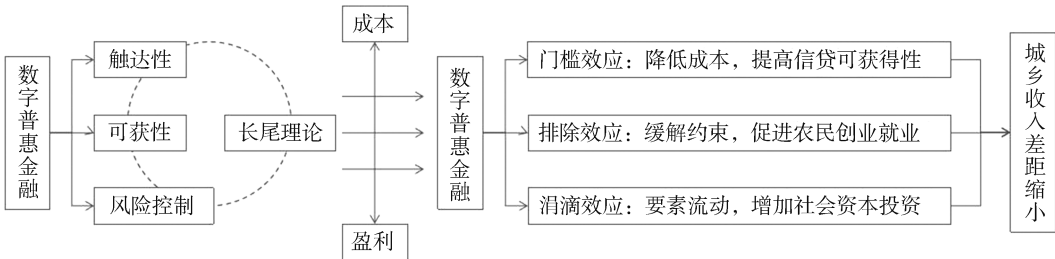 数字普惠金融
触达性
可获性
风险控制
长尾理论
成本
盈利
数字普惠金融
门槛效应：降低成本，提高信贷可获得性
排除效应：缓解约束，促进农民创业就业
涓滴效应：要素流动，增加社会资本投资
城乡收入差距缩小